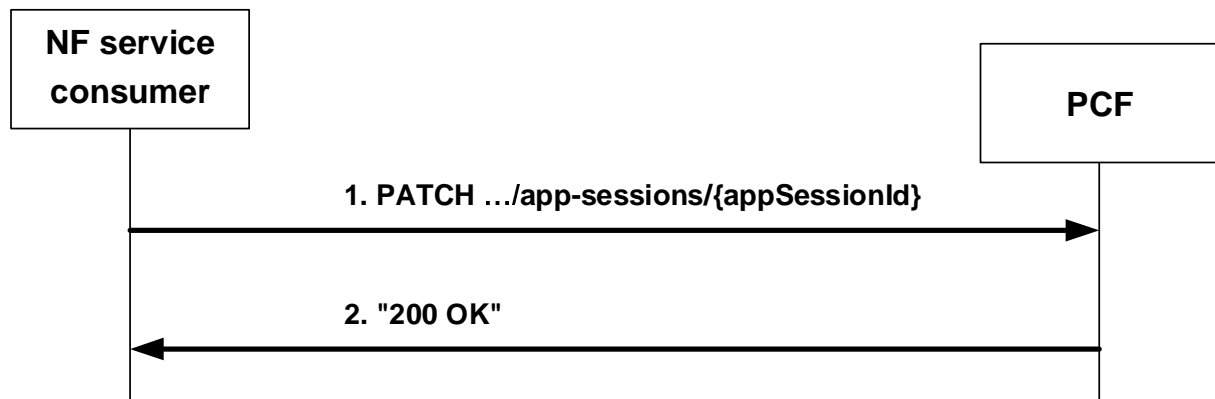 NF service
consumer
PCF
1. PATCH …/app-sessions/{appSessionId}
2. "200 OK"